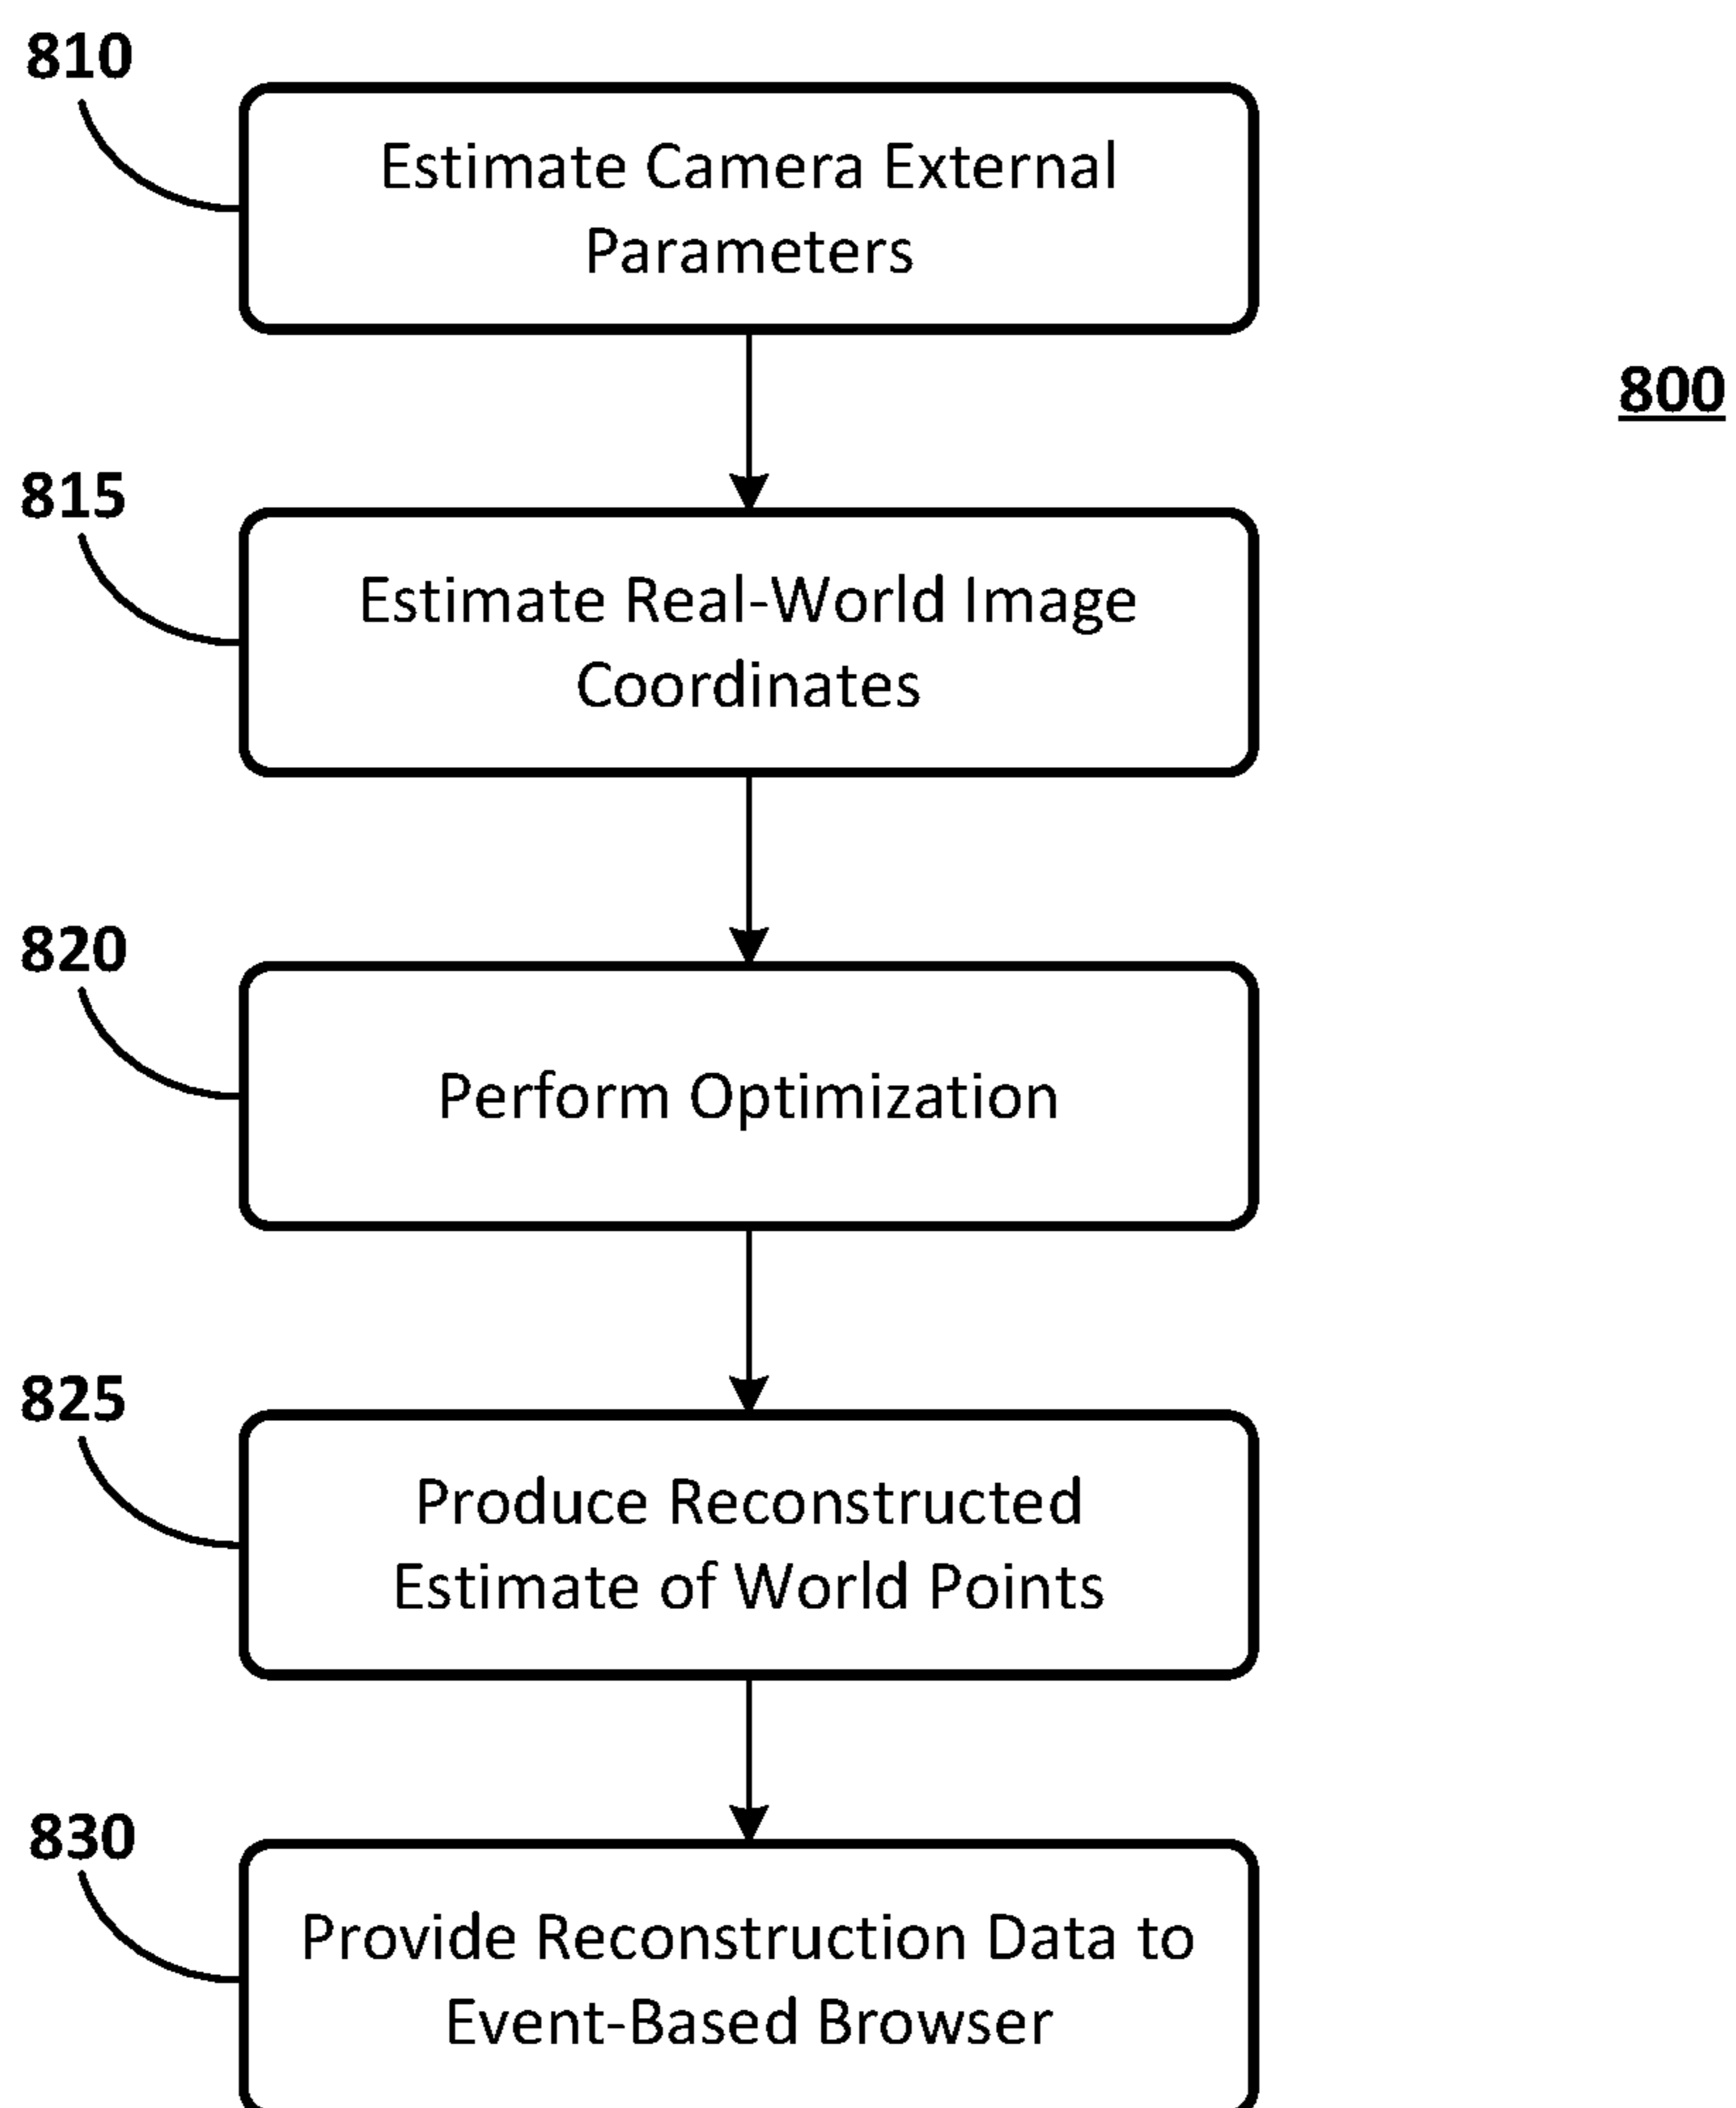 810
Estimate Camera External
Parameters
800
815
Estimate Real-World Image
Coordinates
820
Perform Optimization
825
Produce Reconstructed
Estimate of World Points
830
Provide Reconstruction Data to
Event-Based Browser